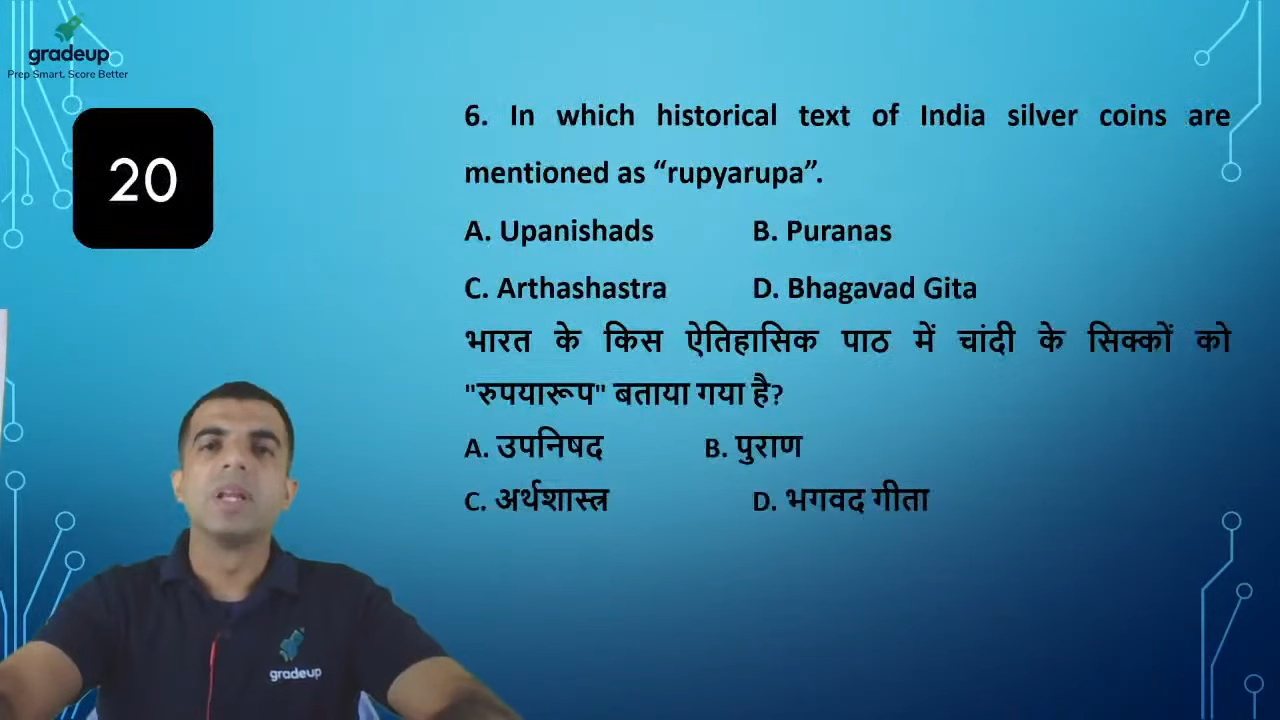 gradeup
Prep Smart, Score Better
20
6. In which historical text of India silver coins are
mentioned as “rupyarupa”.
A. Upanishads B. Puranas
C. Arthashastra D. Bhagavad Gita
भारत के किस ऐतिहासिक पाठ में चांदी के सिक्कों को
"रुपयारूप" बताया गया है?
A. उपनिषद B. पुराण
C. अर्थशास्त्र D. भगवद गीता
gradeup